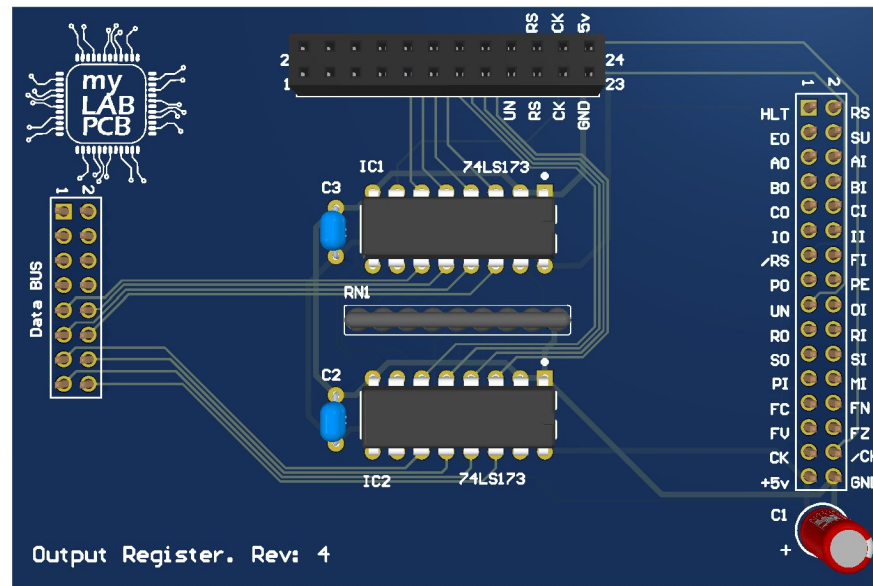 my
LAB
PCB
RS CK 5v
2 24
1 23
UN RS CK GND
1 2
HLT RS
EO SU
AO AI
BO BI
CO CI
IO II
/RS FI
PO PE
UN OI
RO RI
SO SI
PI MI
FC FN
FV FZ
CK /CK
+5v GND
IC1 74LS173
C3
1 2
Data BUS
RN1
C2
IC2 74LS173
C1
+
Output Register. Rev: 4